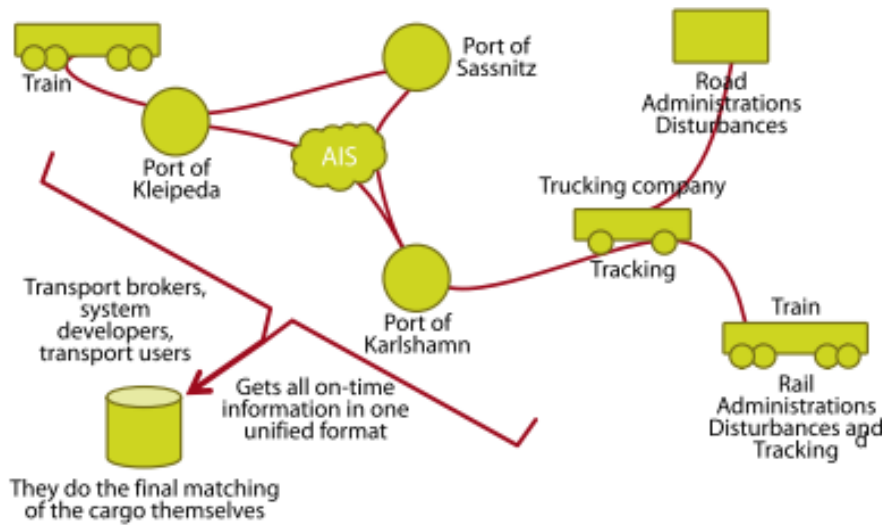 Train
Port of
Kleipeda
Port of
Sassnitz
AIS
Port of
Karlshamn
Road
Administrations
Disturbances
Trucking company
Tracking
Train
Rail
Administrations
Disturbances and
Tracking d
Transport brokers,
system
developers,
transport users
Gets all on-time
information in one
unified format
They do the final matching
of the cargo themselves